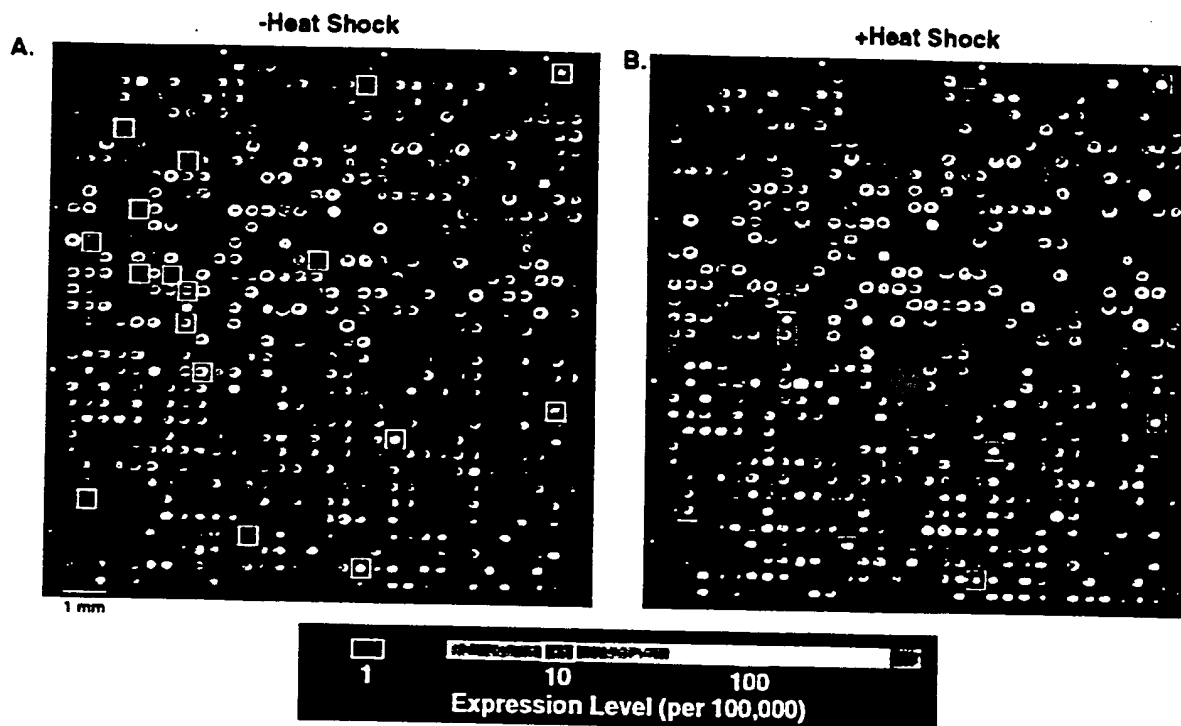 -Heat Shock
A.
+Heat Shock
B.
1 mm
1 10 100
Expression Level (per 100,000)